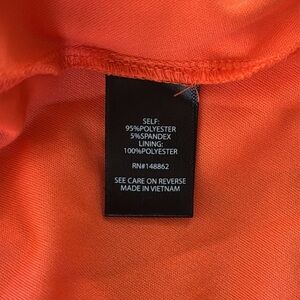 SELF:
95%POLYESTER
5%SPANDEX
LINING:
100%POLYESTER
RN#148862
SEE CARE ON REVERSE
MADE IN VIETNAM